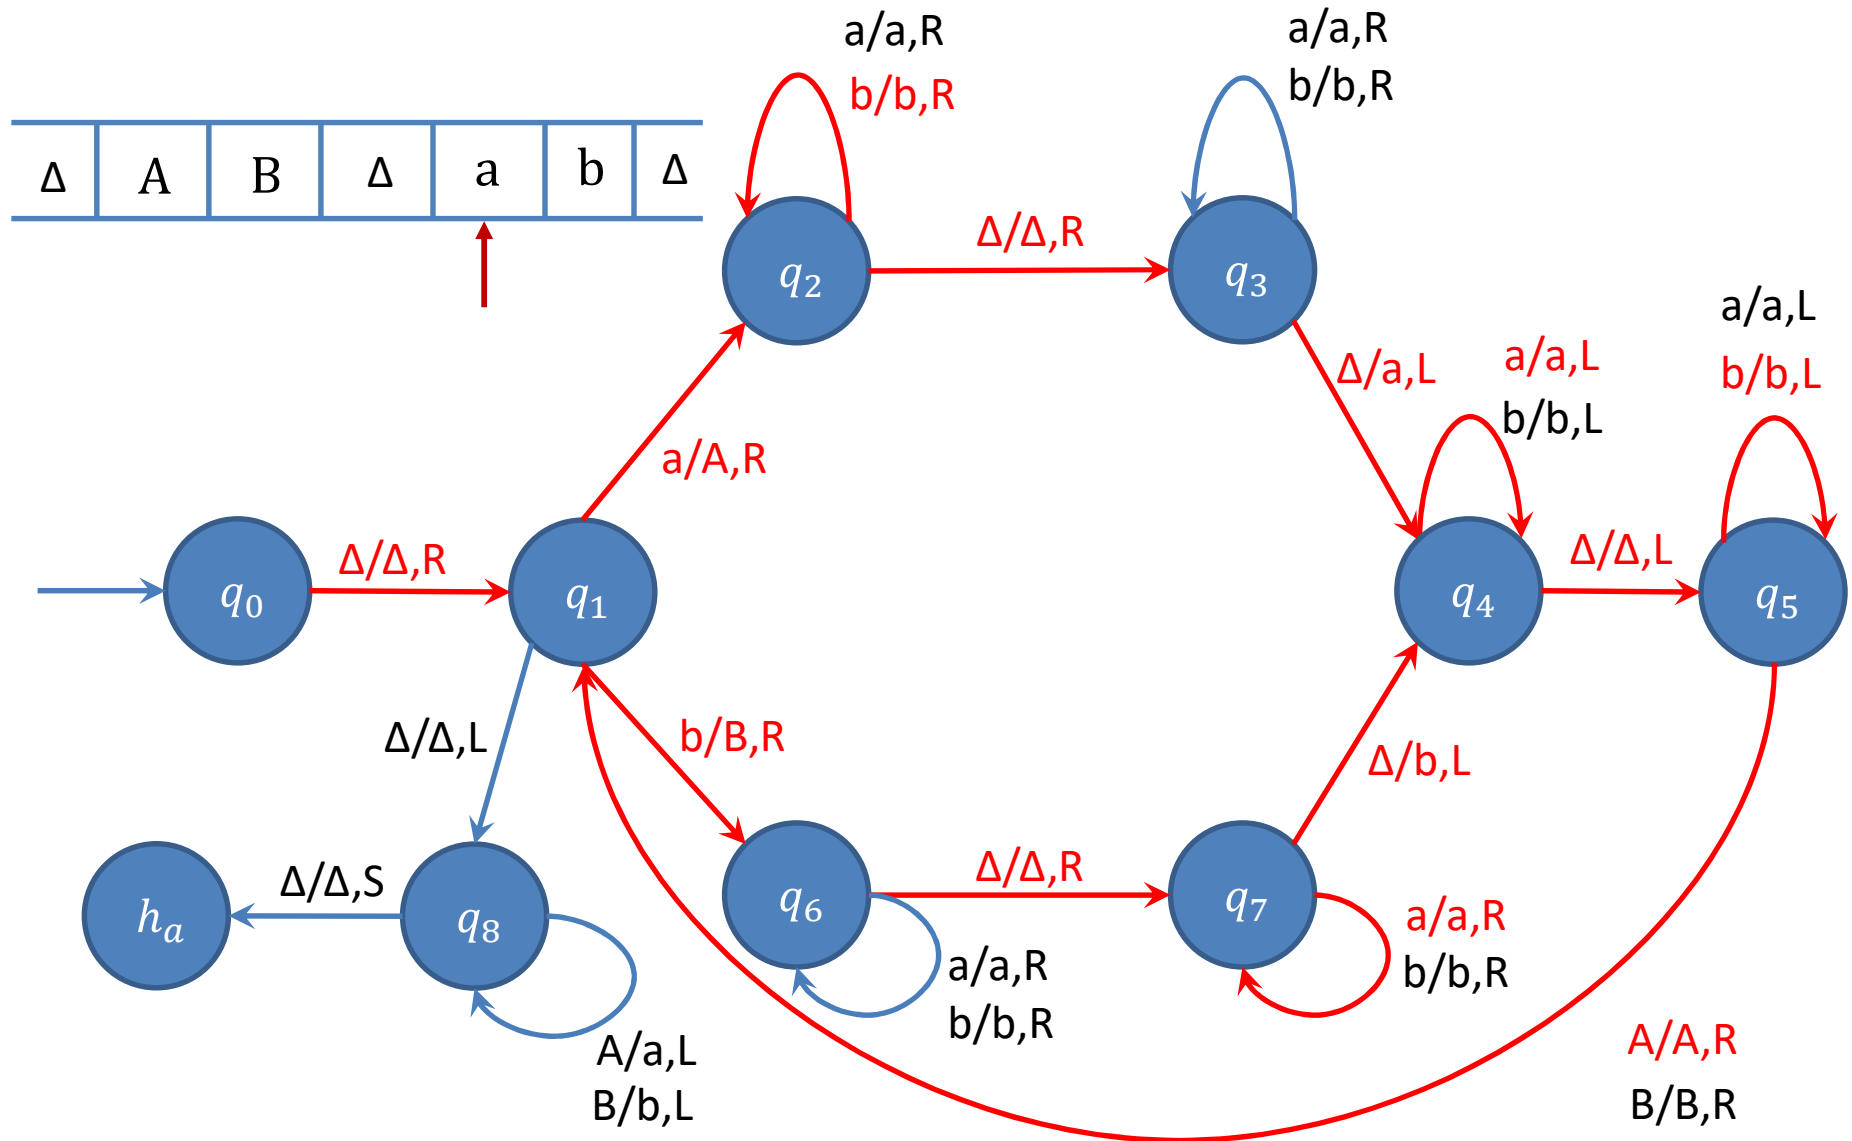 a/a,R
b/b,R
a/a,R
b/b,R
Δ A B Δ a b Δ
q₂
Δ/Δ,R
q₃
a/a,L
b/b,L
Δ/a,L
a/a,L
b/b,L
a/A,R
q₀
Δ/Δ,R
q₁
q₄
Δ/Δ,L
q₅
Δ/Δ,L
b/B,R
Δ/b,L
hₐ
Δ/Δ,S
q₈
q₆
Δ/Δ,R
q₇
a/a,R
b/b,R
a/a,R
b/b,R
A/a,L
B/b,L
A/A,R
B/B,R